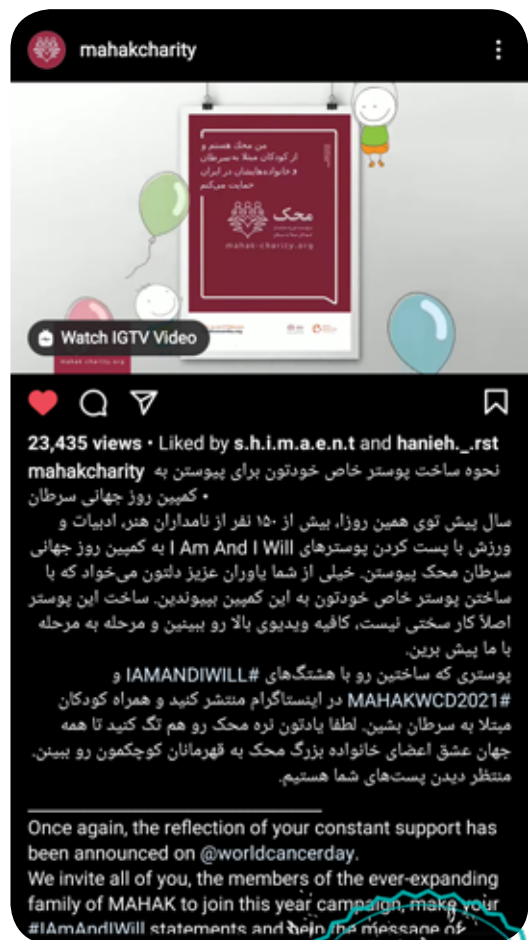 mahakcharity
من محک هستم و
از کودکان مبتلا به سرطان
و خانواده‌هایشان در ایران
حمایت می‌کنم
محک
mahak-charity.org
Watch IGTV Video
mahak-charity.org
23,435 views • Liked by s.h.i.m.a.e.n.t and hanieh._.rst
mahakcharity نحوه ساخت پوستر خاص خودتون برای پیوستن به
کمپین روز جهانی سرطان •
سال پیش توی همین روزا، بیش از ۱۵۰ نفر از نامداران هنر، ادبیات و
ورزش با پست کردن پوسترهای I Am And I Will به کمپین روز جهانی
سرطان محک پیوستن. خیلی از شما یاوران عزیز دلتون می‌خواد که با
ساختن پوستر خاص خودتون به این کمپین بپیوندین. ساخت این پوستر
اصلاً کار سختی نیست، کافیه ویدیوی بالا رو ببینین و مرحله به مرحله
با ما پیش برین.
پوستری که ساختین رو با هشتگ‌های #IAMANDIWILL و
#MAHAKWCD2021 در اینستاگرام منتشر کنید و همراه کودکان
مبتلا به سرطان بشین. لطفا یادتون نره محک رو هم تگ کنید تا همه
جهان عشق اعضای خانواده بزرگ محک به قهرمانان کوچکمون رو ببینن.
منتظر دیدن پست‌های شما هستیم.
Once again, the reflection of your constant support has
been announced on @worldcancerday.
We invite all of you, the members of the ever-expanding
family of MAHAK to join this year campaign, make your
#IAmAndIWill statements and help the message of